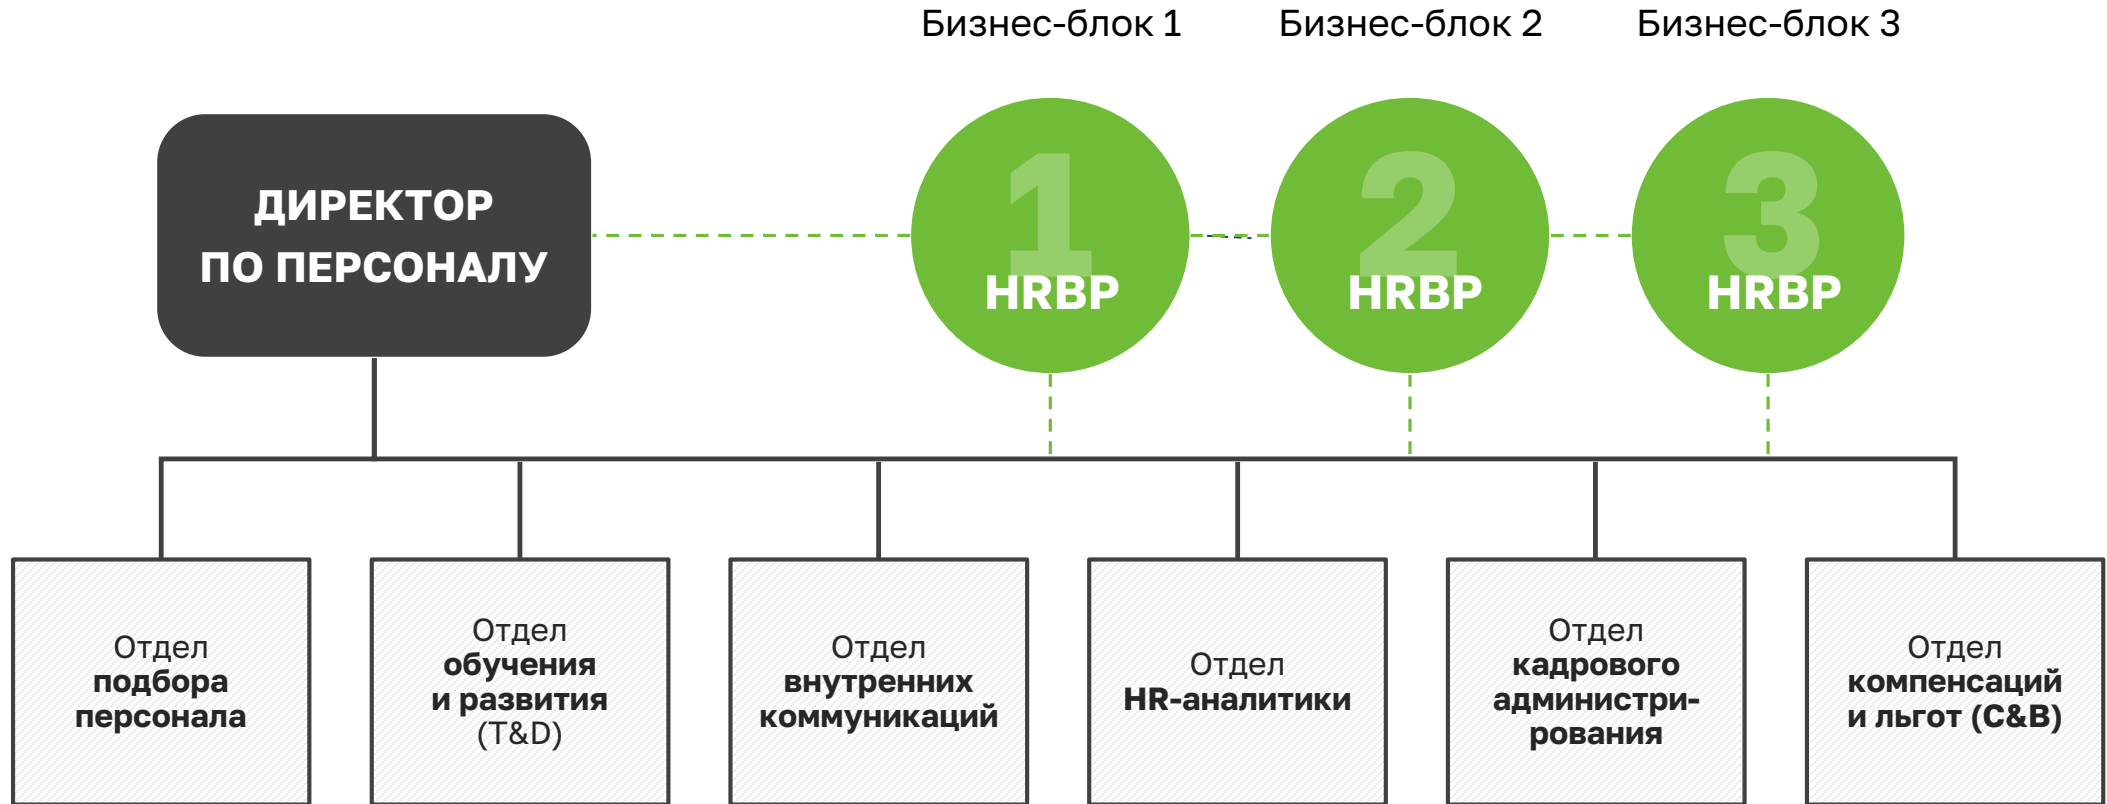 Бизнес-блок 1
Бизнес-блок 2
Бизнес-блок 3
ДИРЕКТОР
ПО ПЕРСОНАЛУ
1
HRBP
2
HRBP
3
HRBP
Отдел
подбора
персонала
Отдел
обучения
и развития
(T&D)
Отдел
внутренних
коммуникаций
Отдел
HR-аналитики
Отдел
кадрового
администри-
рования
Отдел
компенсаций
и льгот (C&B)